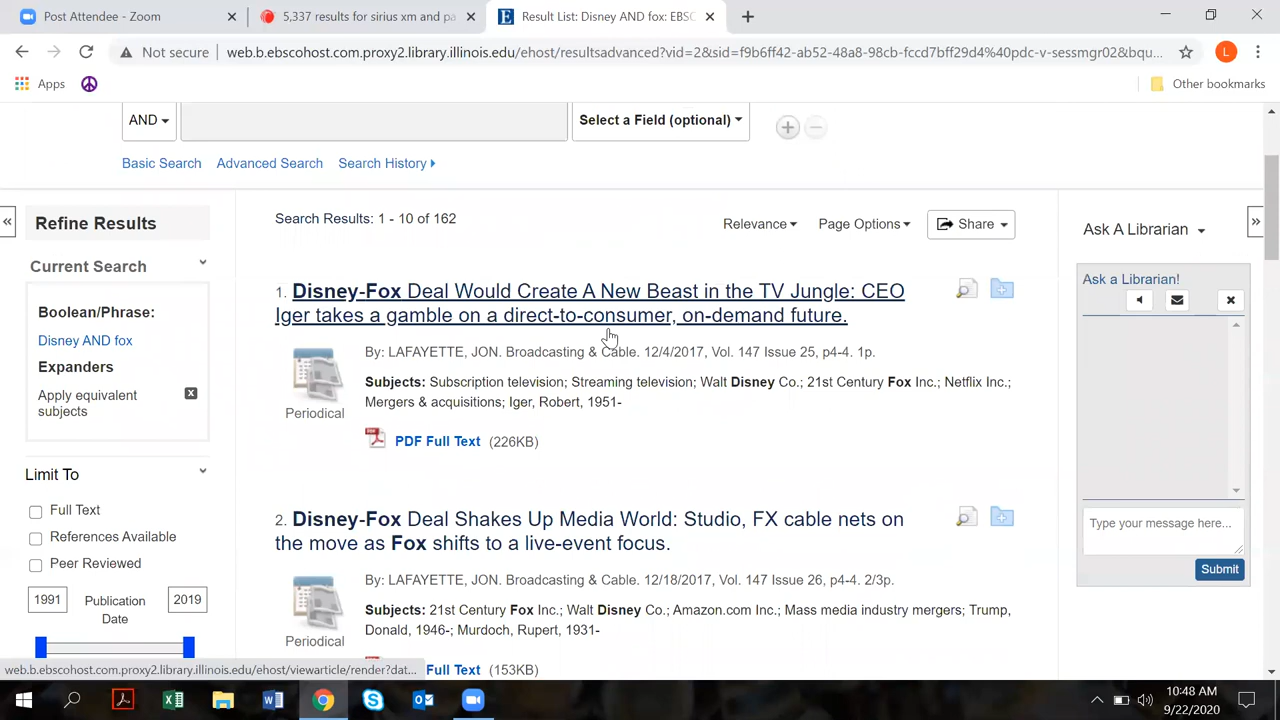 Post Attendee - Zoom
5,337 results for sirius xm and pa
Result List: Disney AND fox: EBSC
Not secure
web.b.ebscohost.com.proxy2.library.illinois.edu/ehost/resultsadvanced?vid=2&sid=f9b6ff42-ab52-48a8-98cb-fccd7bff29d4%40pdc-v-sessmgr02&bqu...
L
Apps
Other bookmarks
AND
Select a Field (optional)
Basic Search
Advanced Search
Search History
Refine Results
Search Results: 1 - 10 of 162
Relevance
Page Options
Share
Ask A Librarian
Current Search
Boolean/Phrase:
Disney AND fox
Expanders
Apply equivalent
subjects
Limit To
Full Text
References Available
Peer Reviewed
1991
Publication
Date
2019
1. Disney-Fox Deal Would Create A New Beast in the TV Jungle: CEO
Iger takes a gamble on a direct-to-consumer, on-demand future.
By: LAFAYETTE, JON. Broadcasting & Cable. 12/4/2017, Vol. 147 Issue 25, p4-4. 1p.
Subjects: Subscription television; Streaming television; Walt Disney Co.; 21st Century Fox Inc.; Netflix Inc.;
Mergers & acquisitions; Iger, Robert, 1951-
Periodical
PDF Full Text (226KB)
2. Disney-Fox Deal Shakes Up Media World: Studio, FX cable nets on
the move as Fox shifts to a live-event focus.
By: LAFAYETTE, JON. Broadcasting & Cable. 12/18/2017, Vol. 147 Issue 26, p4-4. 2/3p.
Subjects: 21st Century Fox Inc.; Walt Disney Co.; Amazon.com Inc.; Mass media industry mergers; Trump,
Donald, 1946-; Murdoch, Rupert, 1931-
Periodical
Full Text (153KB)
Ask a Librarian!
Type your message here...
Submit
web.b.ebscohost.com.proxy2.library.illinois.edu/ehost/viewarticle/render?dat...
10:48 AM
9/22/2020